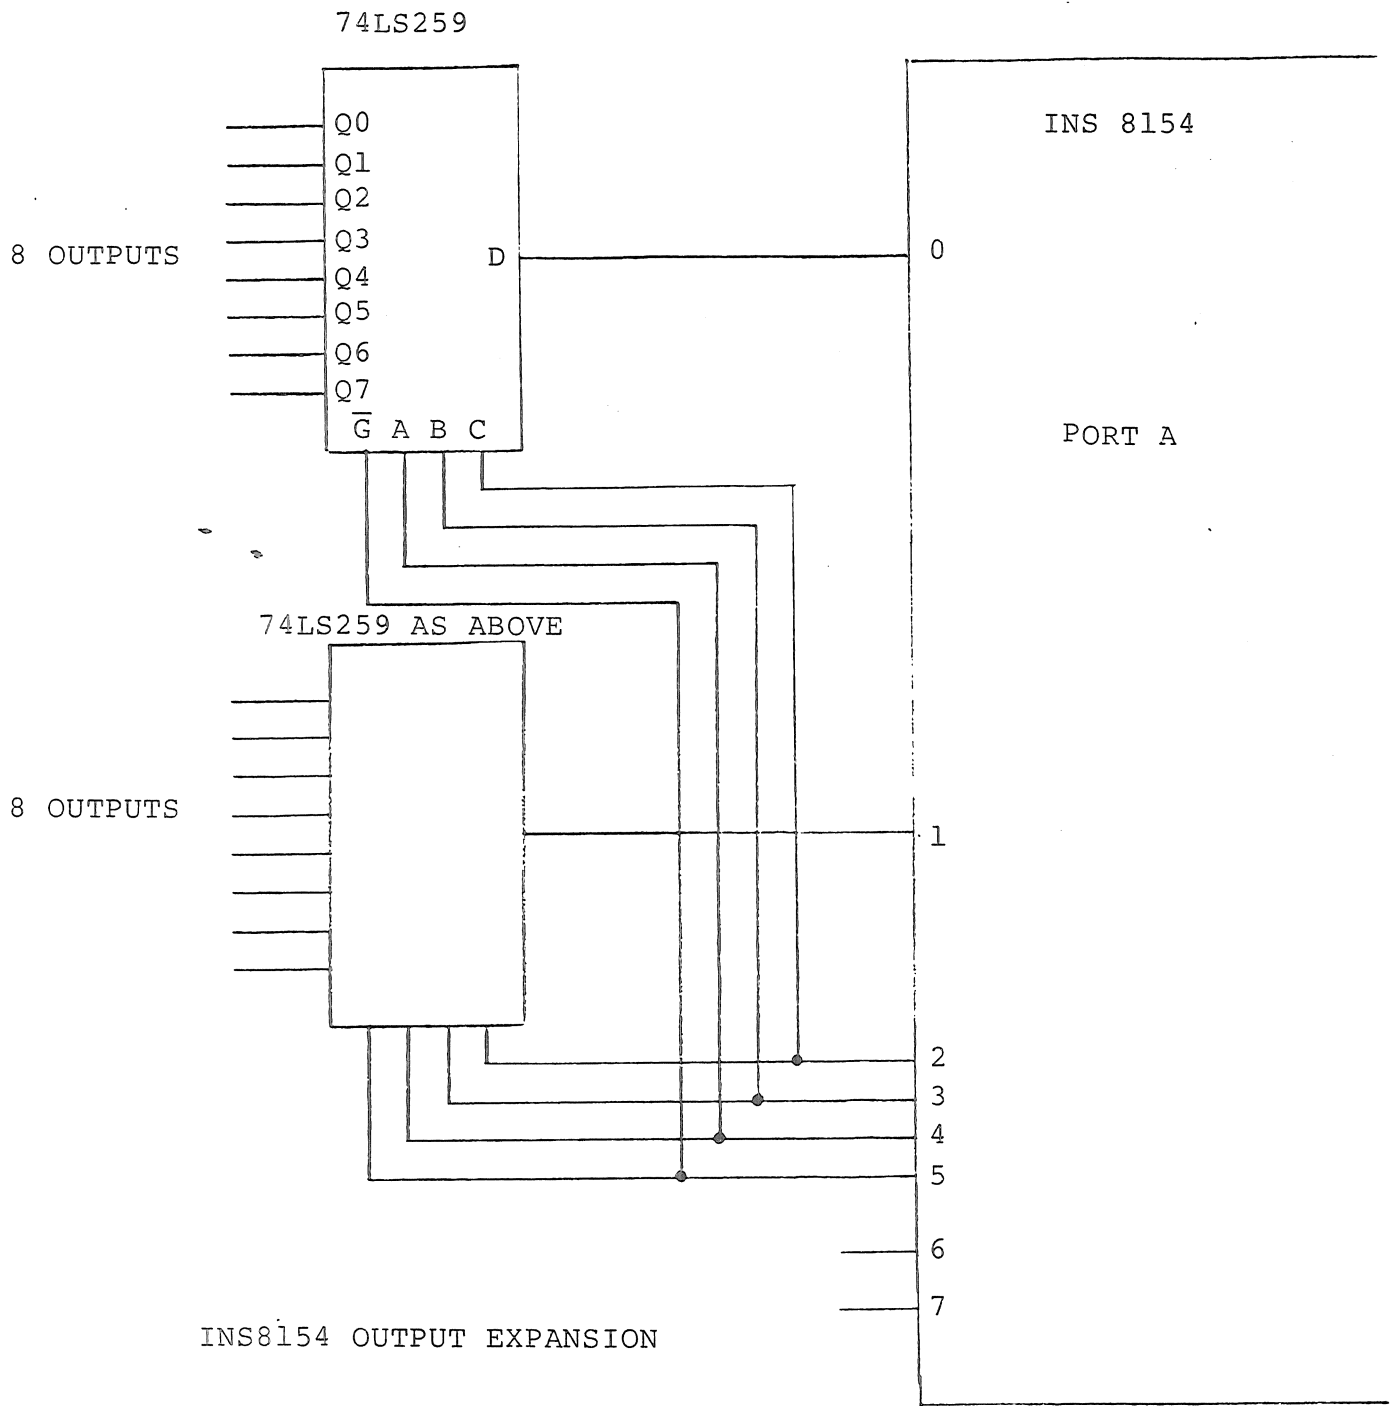 74LS259
INS 8154
Q0
Q1
Q2
Q3
Q4
Q5
Q6
Q7
8 OUTPUTS
D
0
G̅ A B C
PORT A
74LS259 AS ABOVE
8 OUTPUTS
1
2
3
4
5
6
7
INS8154 OUTPUT EXPANSION